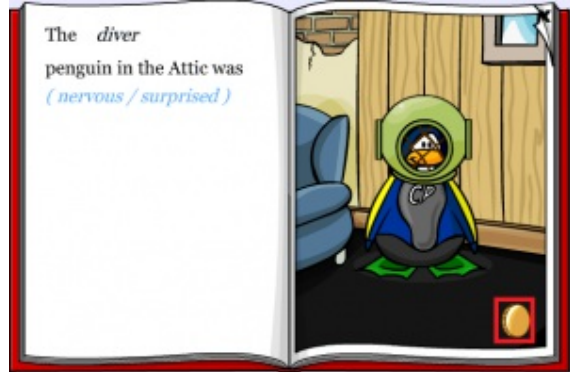 The diver
penguin in the Attic was
( nervous / surprised )
CP